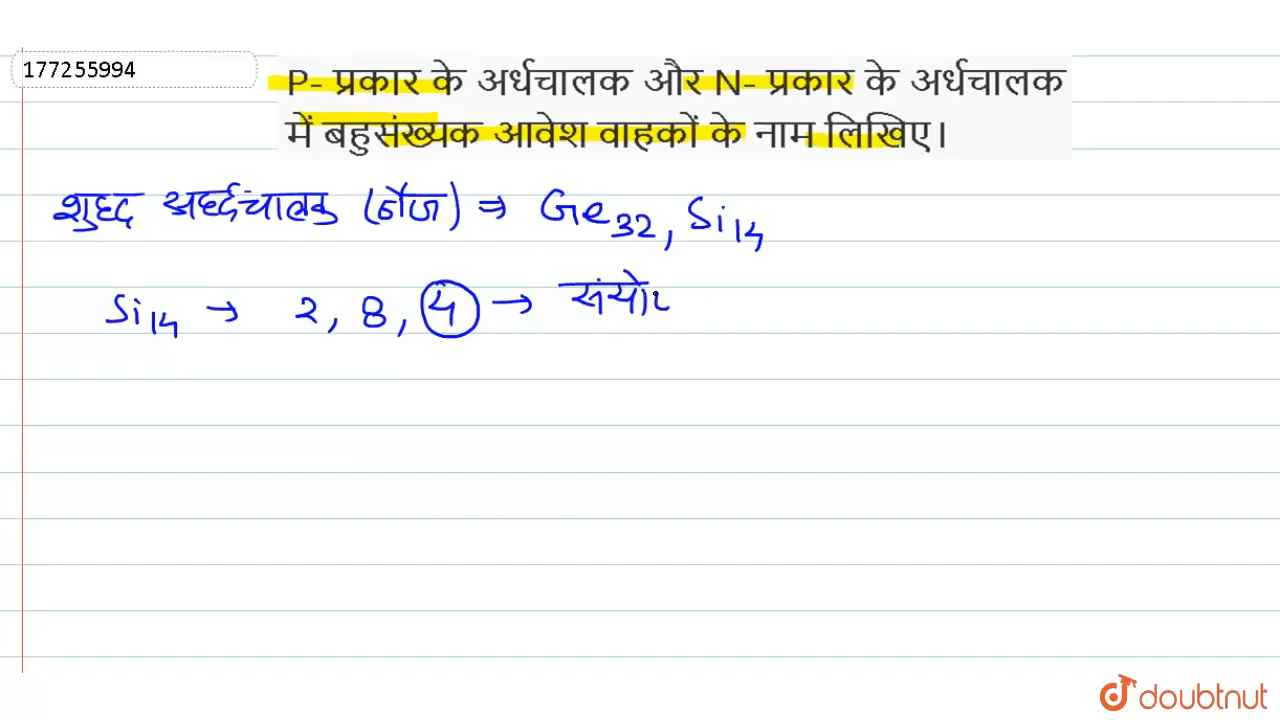 177255994
P- प्रकार के अर्धचालक और N- प्रकार के अर्धचालक
में बहुसंख्यक आवेश वाहकों के नाम लिखिए।
शुद्ध अर्द्धचालक (नैज) ⇒ Ge32, Si14
Si14 → 2, 8, 4 → संयो
doubtnut